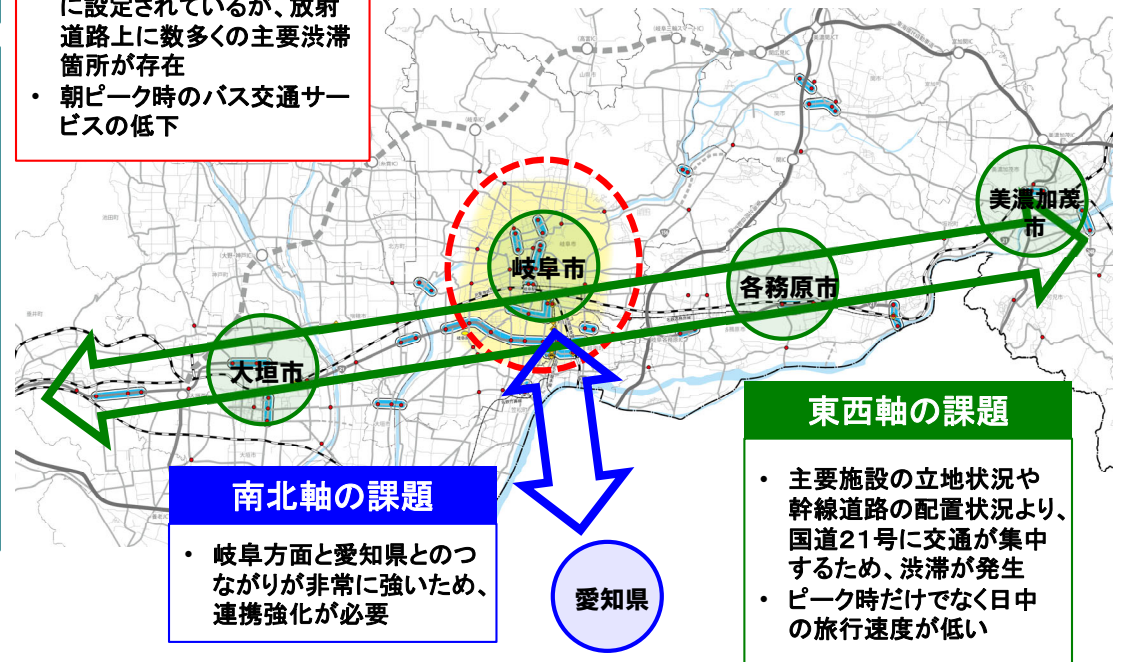 に設定されているが、放射
道路上に数多くの主要渋滞
箇所が存在
・ 朝ピーク時のバス交通サー
ビスの低下
美濃加茂
市
岐阜市
各務原市
大垣市
東西軸の課題
・ 主要施設の立地状況や
幹線道路の配置状況より、
国道21号に交通が集中
するため、渋滞が発生
・ ピーク時だけでなく日中
の旅行速度が低い
南北軸の課題
・ 岐阜方面と愛知県とのつ
ながりが非常に強いため、
連携強化が必要
愛知県